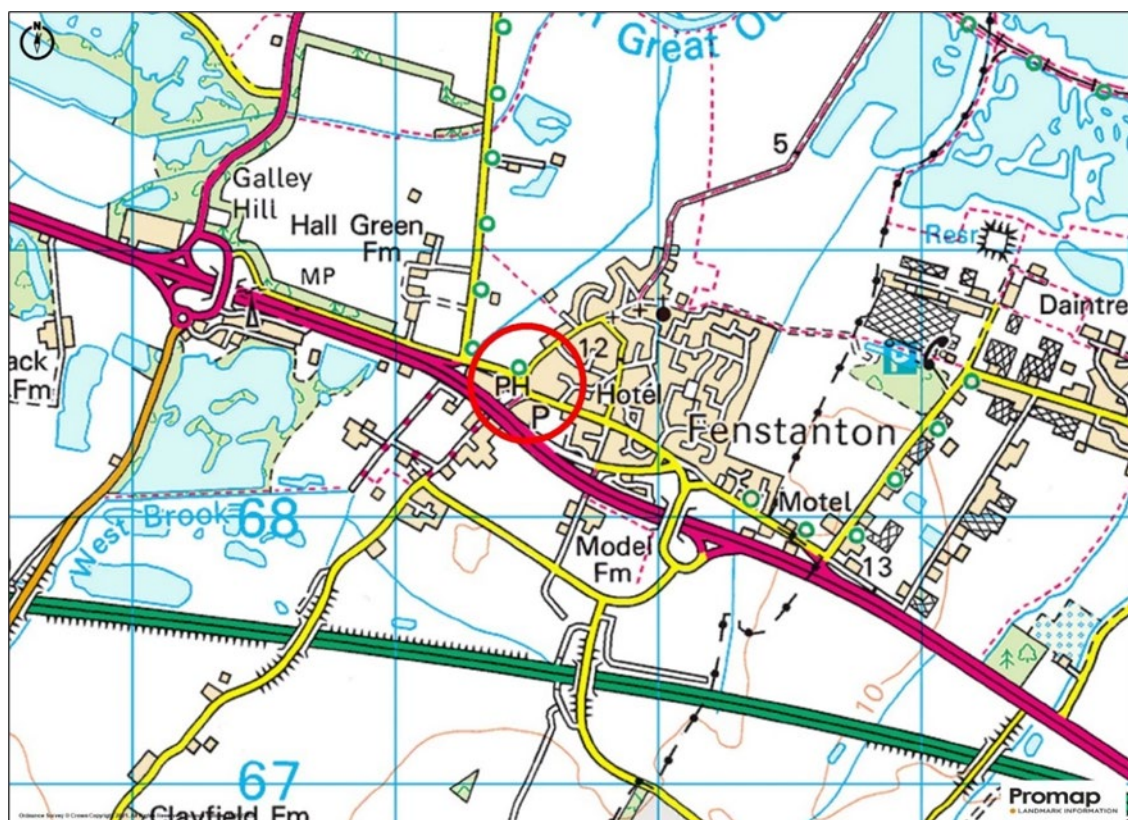 N
Great Ou
5
Galley
Hill
Hall Green
Fm
Resr
MP
Daintre
ack
Fm
12
PH
Hotel
P
Fenstanton
West Brook
68
Motel
Model
Fm
13
10
67
Clayfield Fm
Promap
LANDMARK INFORMATION